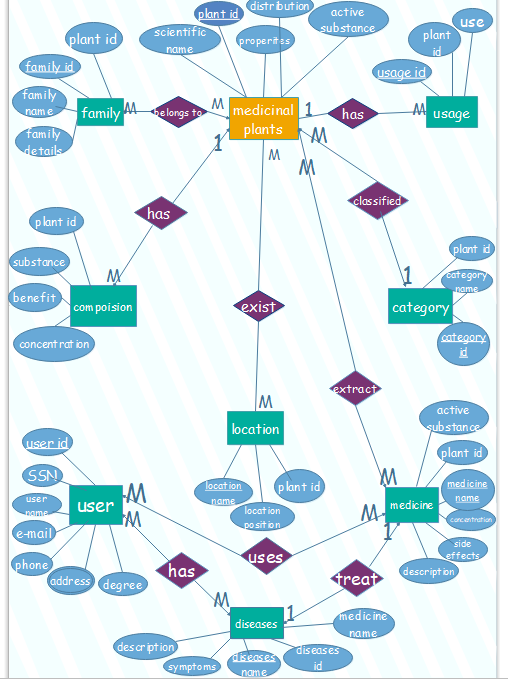 plant id
distribution
active
substance
use
plant id
scientific
name
properites
plant
id
family id
usage id
family
name
family
details
family
M
belongs to
M
medicinal
plants
1
has
M
usage
M
1
M
M
has
classified
plant id
substance
benefit
concentration
M
compoision
exist
1
category
plant id
category
name
category
id
extract
M
location
location
name
plant id
location
position
active
substance
plant id
medicine
name
concentration
side
effects
description
M
M
medicine
1
user id
SSN
user
name
e-mail
phone
address
degree
user
M
M
uses
has
treat
M
diseases
1
medicine
name
description
symptoms
diseases
name
diseases
id